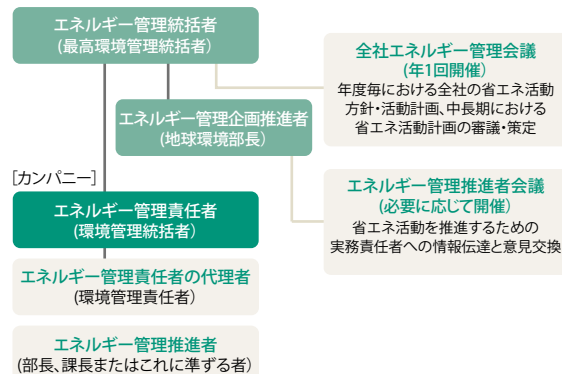 エネルギー管理統括者
(最高環境管理統括者)
全社エネルギー管理会議
(年1回開催)
年度毎における全社の省エネ活動
方針・活動計画、中長期における
省エネ活動計画の審議・策定
エネルギー管理企画推進者
(地球環境部長)
[カンパニー]
エネルギー管理責任者
(環境管理統括者)
エネルギー管理推進者会議
(必要に応じて開催)
省エネ活動を推進するための
実務責任者への情報伝達と意見交換
エネルギー管理責任者の代理者
(環境管理責任者)
エネルギー管理推進者
(部長、課長またはこれに準ずる者)